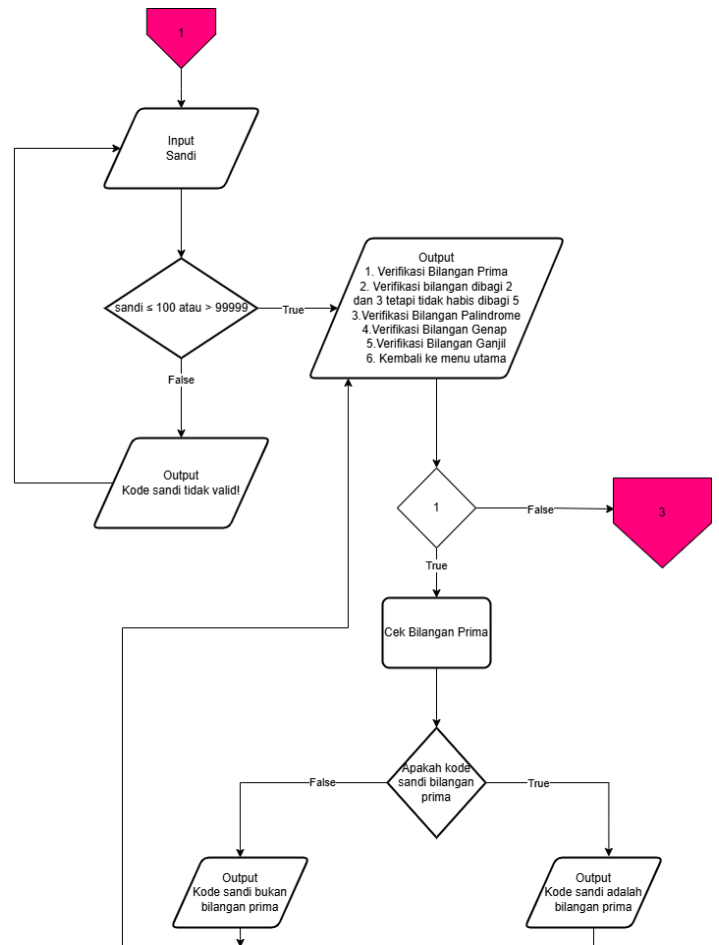 1
Input
Sandi
sandi ≤ 100 atau > 99999
True
False
Output
Kode sandi tidak valid!
Output
1. Verifikasi Bilangan Prima
2. Verifikasi bilangan dibagi 2
dan 3 tetapi tidak habis dibagi 5
3.Verifikasi Bilangan Palindrome
4.Verifikasi Bilangan Genap
5.Verifikasi Bilangan Ganjil
6. Kembali ke menu utama
1
False
3
True
Cek Bilangan Prima
Apakah kode
sandi bilangan
prima
False
True
Output
Kode sandi bukan
bilangan prima
Output
Kode sandi adalah
bilangan prima